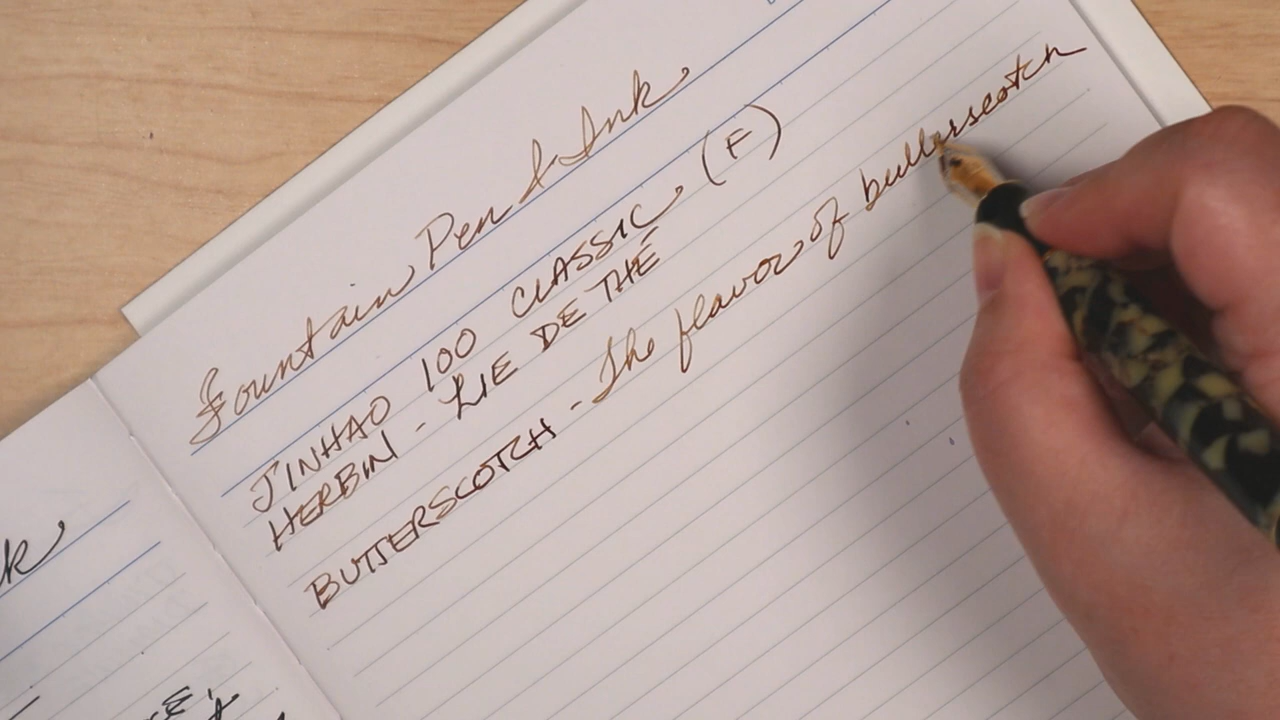 Fountain Pen & Ink
JINHAO 100 CLASSIC (F)
HERBIN - LIE DE THÉ
BUTTERSCOTCH - The flavor of butterscotch
k